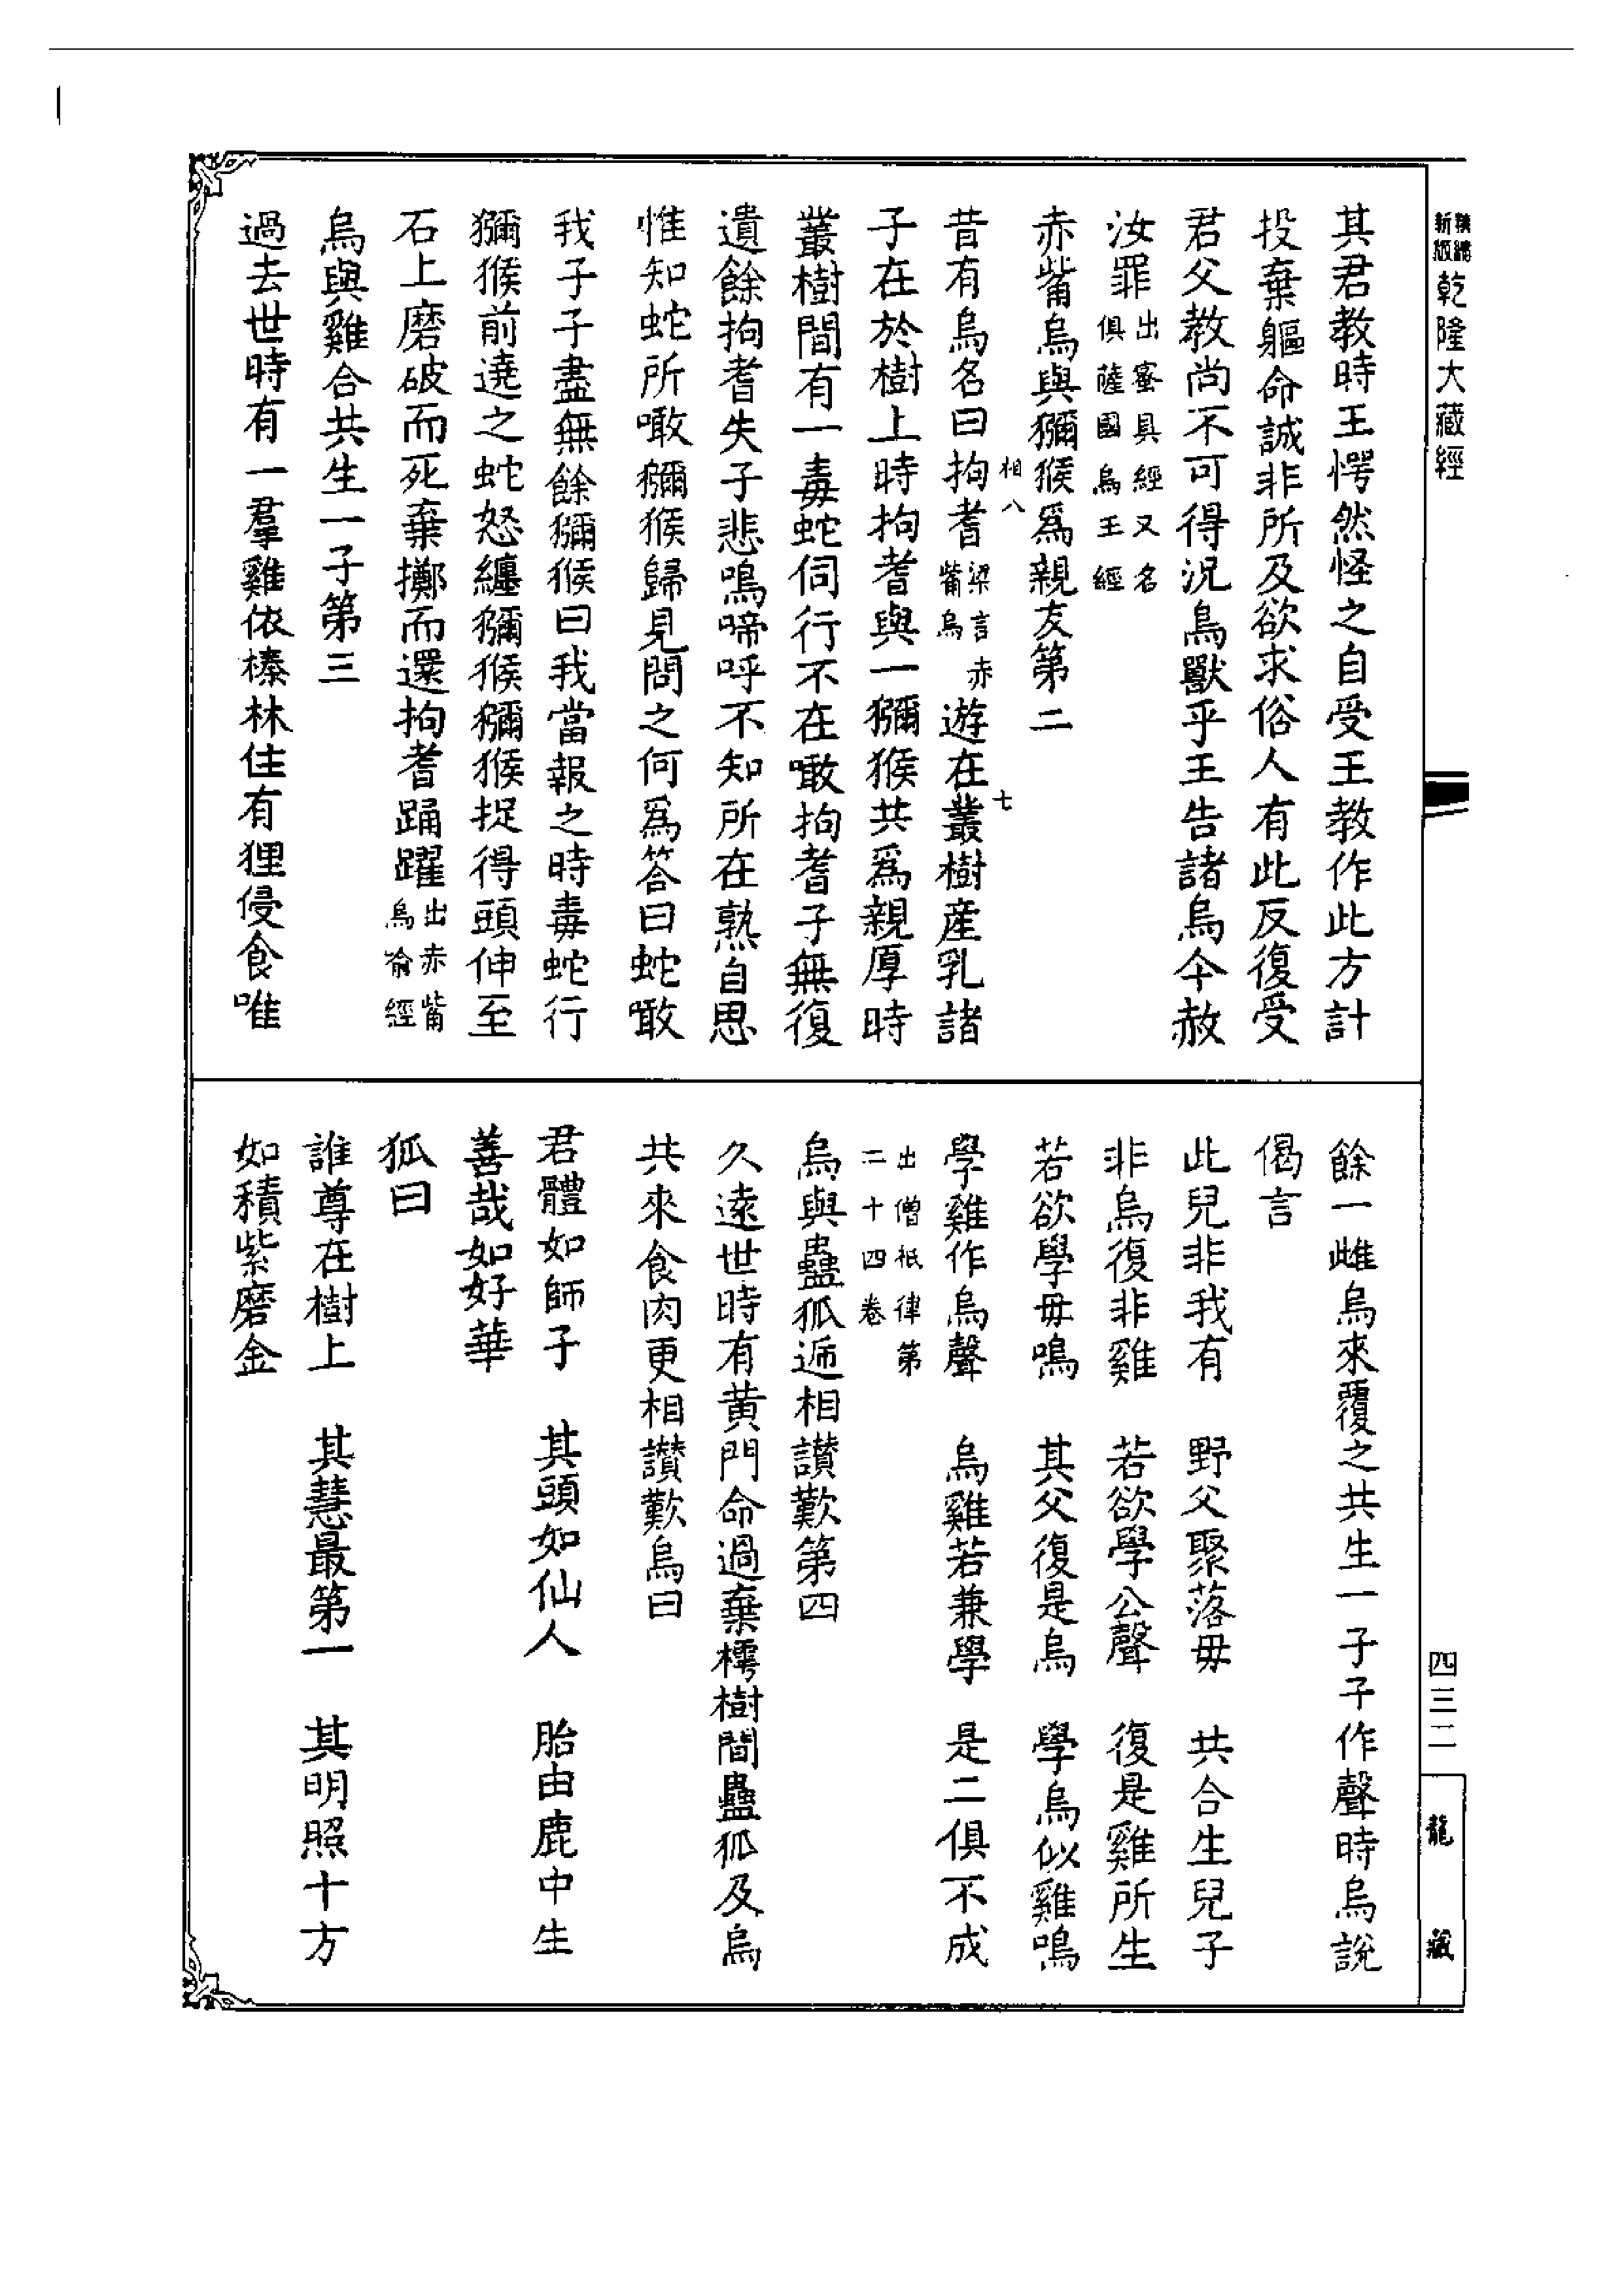 新版
乾隆大藏經
其君教時王愕然怪之自受王教作此方計
投棄軀命誠非所及欲求俗人有此反復受
君父教尚不可得況烏獸乎王告諸烏今赦
汝罪出蜜具經又名俱薩國烏王經
赤觜烏與獼猴為親友第二
相八
昔有烏名曰拘耆梁言赤觜烏遊在叢樹產乳諸
七
子在於樹上時拘耆與一獼猴共為親厚時
叢樹間有一毒蛇伺行不在噉拘耆子無復
遺餘拘耆失子悲鳴啼呼不知所在熟自思
惟知蛇所噉獼猴歸見問之何為答曰蛇噉
我子子盡無餘獼猴曰我當報之時毒蛇行
獼猴前遶之蛇怒纏獼猴獼猴捉得頭伸至
石上磨破而死棄擲而還拘耆踊躍出赤觜烏喻經
烏與雞合共生一子第三
過去世時有一羣雞依榛林住有狸侵食唯
餘一雌烏來覆之共生一子子作聲時烏說
偈言
此兒非我有　野父聚落毋　共合生兒子
非烏復非雞　若欲學公聲　復是雞所生
若欲學毋鳴　其父復是烏　學烏似雞鳴
學雞作烏聲　烏雞若兼學　是二俱不成
出僧祇律第二十四卷
烏與蠱狐遞相讚歎第四
久遠世時有黃門命過棄樗樹間蠱狐及烏
共來食肉更相讚歎烏曰
君體如師子　其頭如仙人　胎由鹿中生
善哉如好華
狐曰
誰尊在樹上　其慧最第一　其明照十方
如積紫磨金
四三二
龍藏